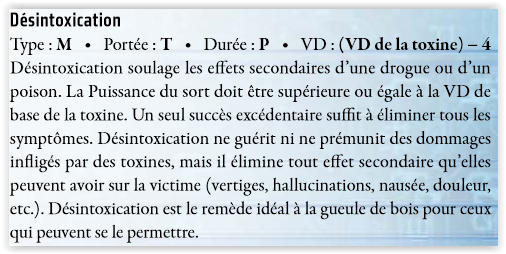 Désintoxication
Type : M • Portée : T • Durée : P • VD : (VD de la toxine) – 4
Désintoxication soulage les effets secondaires d’une drogue ou d’un
poison. La Puissance du sort doit être supérieure ou égale à la VD de
base de la toxine. Un seul succès excédentaire suffit à éliminer tous les
symptômes. Désintoxication ne guérit ni ne prémunit des dommages
infligés par des toxines, mais il élimine tout effet secondaire qu’elles
peuvent avoir sur la victime (vertiges, hallucinations, nausée, douleur,
etc.). Désintoxication est le remède idéal à la gueule de bois pour ceux
qui peuvent se le permettre.